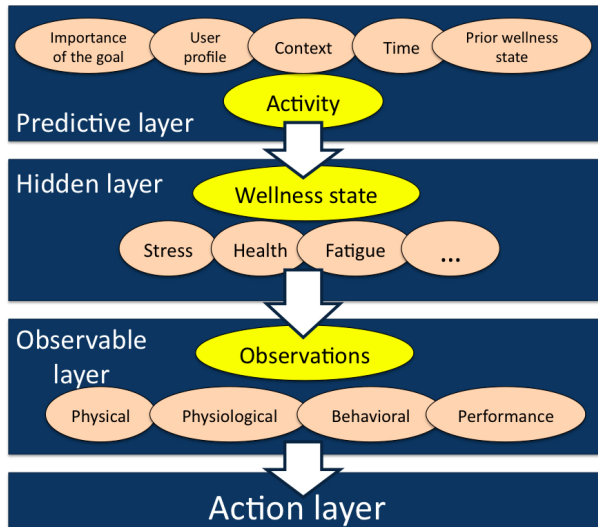 Importance
of the goal
User
profile
Context
Time
Prior wellness
state
Activity
Predictive layer
Hidden layer
Wellness state
Stress
Health
Fatigue
...
Observable
layer
Observations
Physical
Physiological
Behavioral
Performance
Action layer